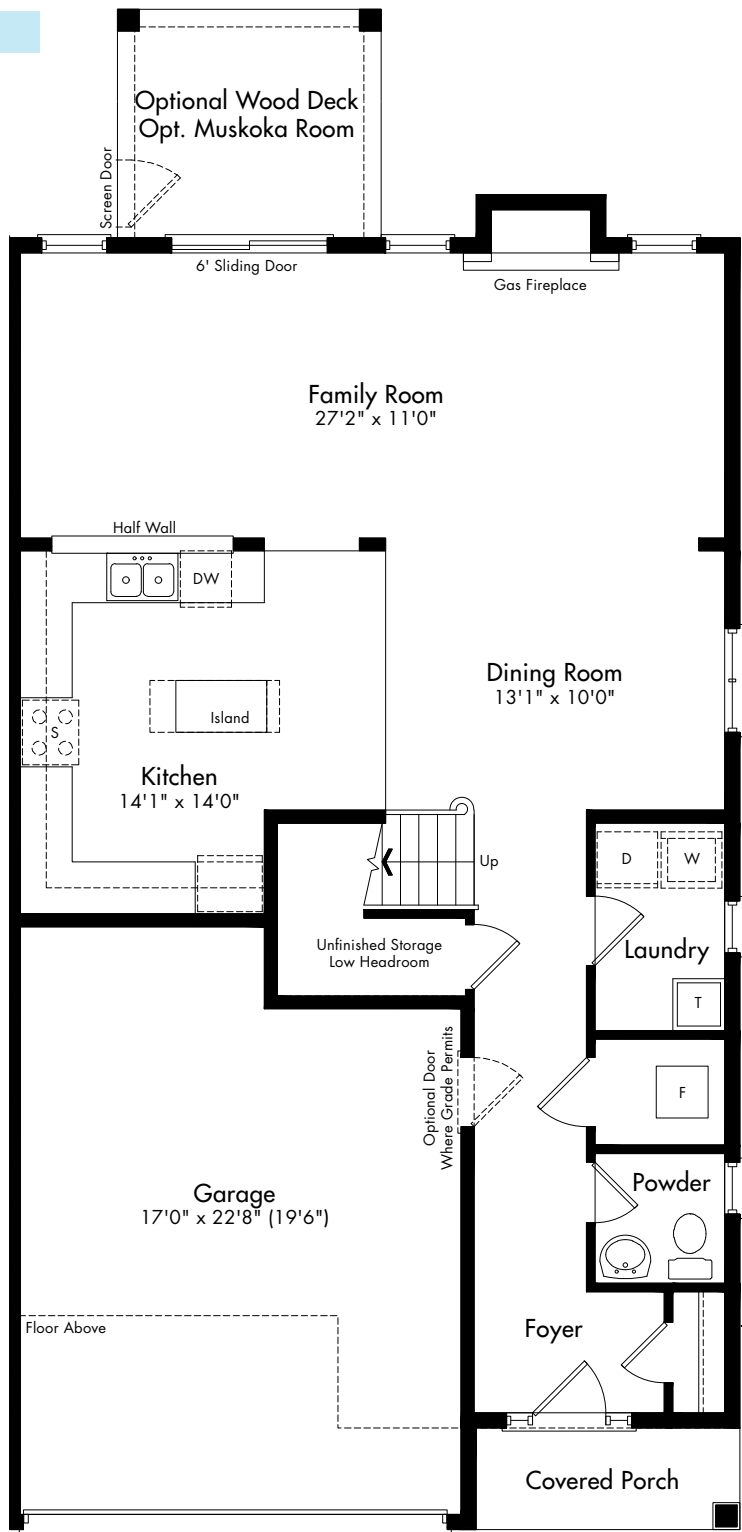 Optional Wood Deck
Opt. Muskoka Room
Screen Door
6' Sliding Door
Gas Fireplace
Family Room
27'2" x 11'0"
Half Wall
DW
Dining Room
13'1" x 10'0"
Island
S
Kitchen
14'1" x 14'0"
Up
D
W
Laundry
Unfinished Storage
Low Headroom
T
Optional Door
Where Grade Permits
F
Powder
Garage
17'0" x 22'8" (19'6")
Floor Above
Foyer
Covered Porch